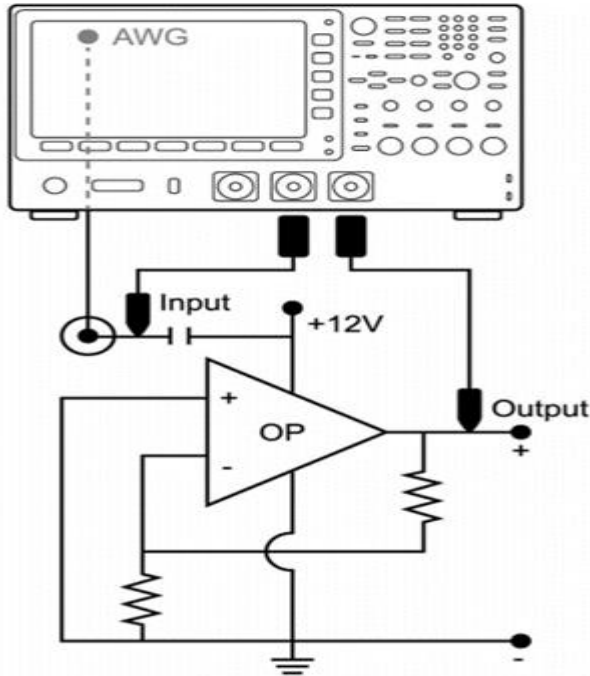 AWG
Input
+12V
+
OP
-
Output
+
-